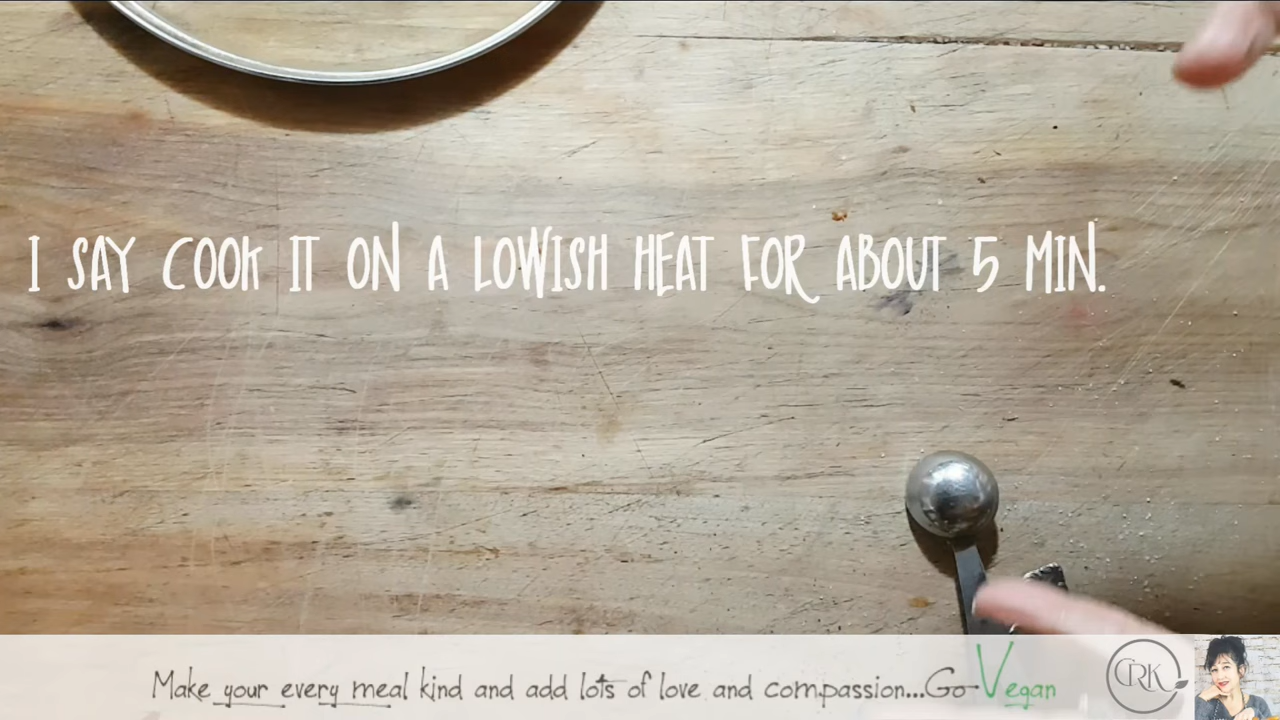 I SAY COOK IT ON A LOWISH HEAT FOR ABOUT 5 MIN.
Make your every meal kind and add lots of love and compassion...Go Vegan
CRK